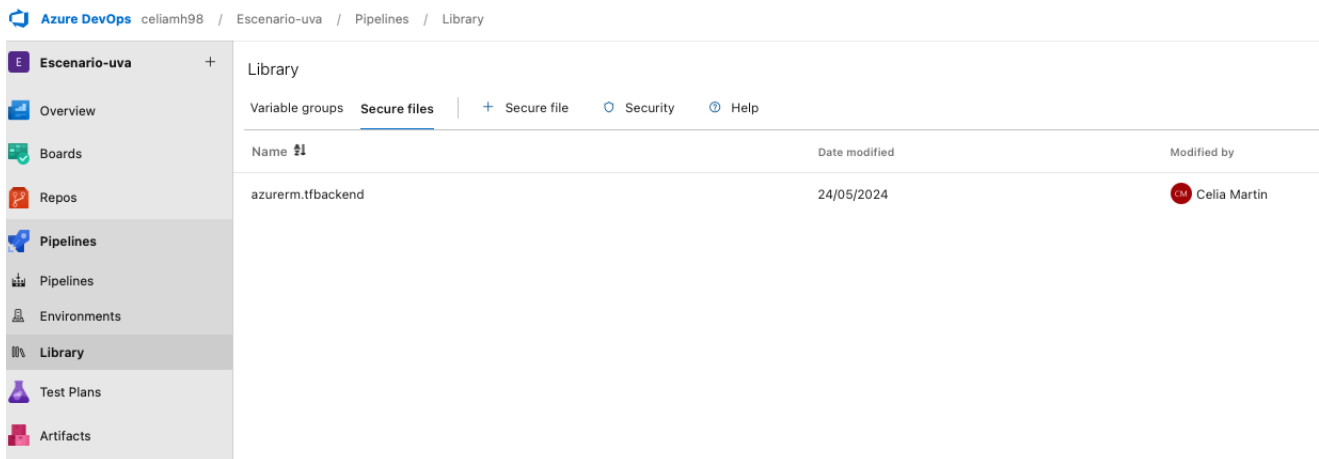 Azure DevOps celiamh98 / Escenario-uva / Pipelines / Library
E Escenario-uva +
Overview
Boards
Repos
Pipelines
Pipelines
Environments
Library
Test Plans
Artifacts
Library
Variable groups Secure files + Secure file Security ? Help
Name Date modified Modified by
azurerm.tfbackend 24/05/2024 CM Celia Martin